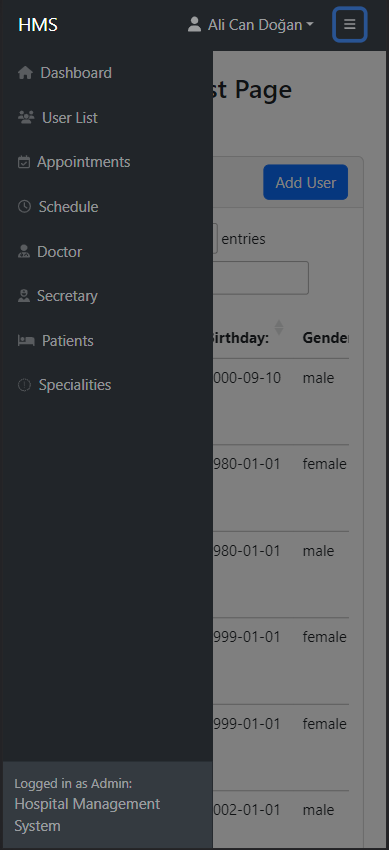 HMS
Ali Can Doğan
Dashboard
User List
Appointments
Schedule
Doctor
Secretary
Patients
Specialities
Logged in as Admin:
Hospital Management
System
st Page
Add User
entries
Birthday: Gender
000-09-10 male
980-01-01 female
980-01-01 male
999-01-01 female
999-01-01 female
002-01-01 male